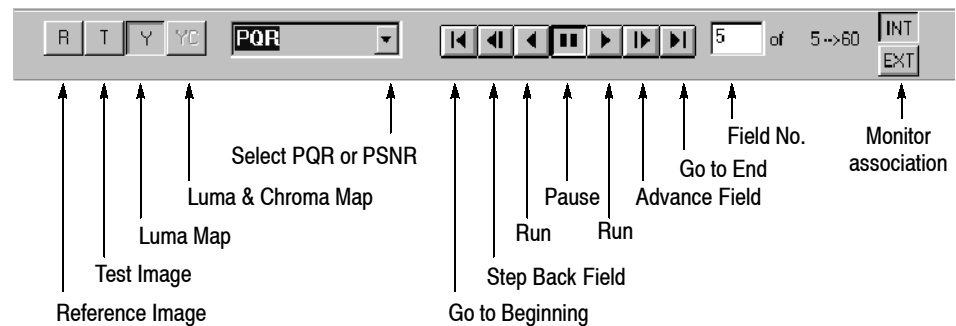 R T Y YC PQR 5 of 5-->60 INT
EXT
Field No. Monitor
Select PQR or PSNR Go to End association
Luma & Chroma Map Pause Advance Field
Luma Map Run Run
Test Image Step Back Field
Reference Image Go to Beginning